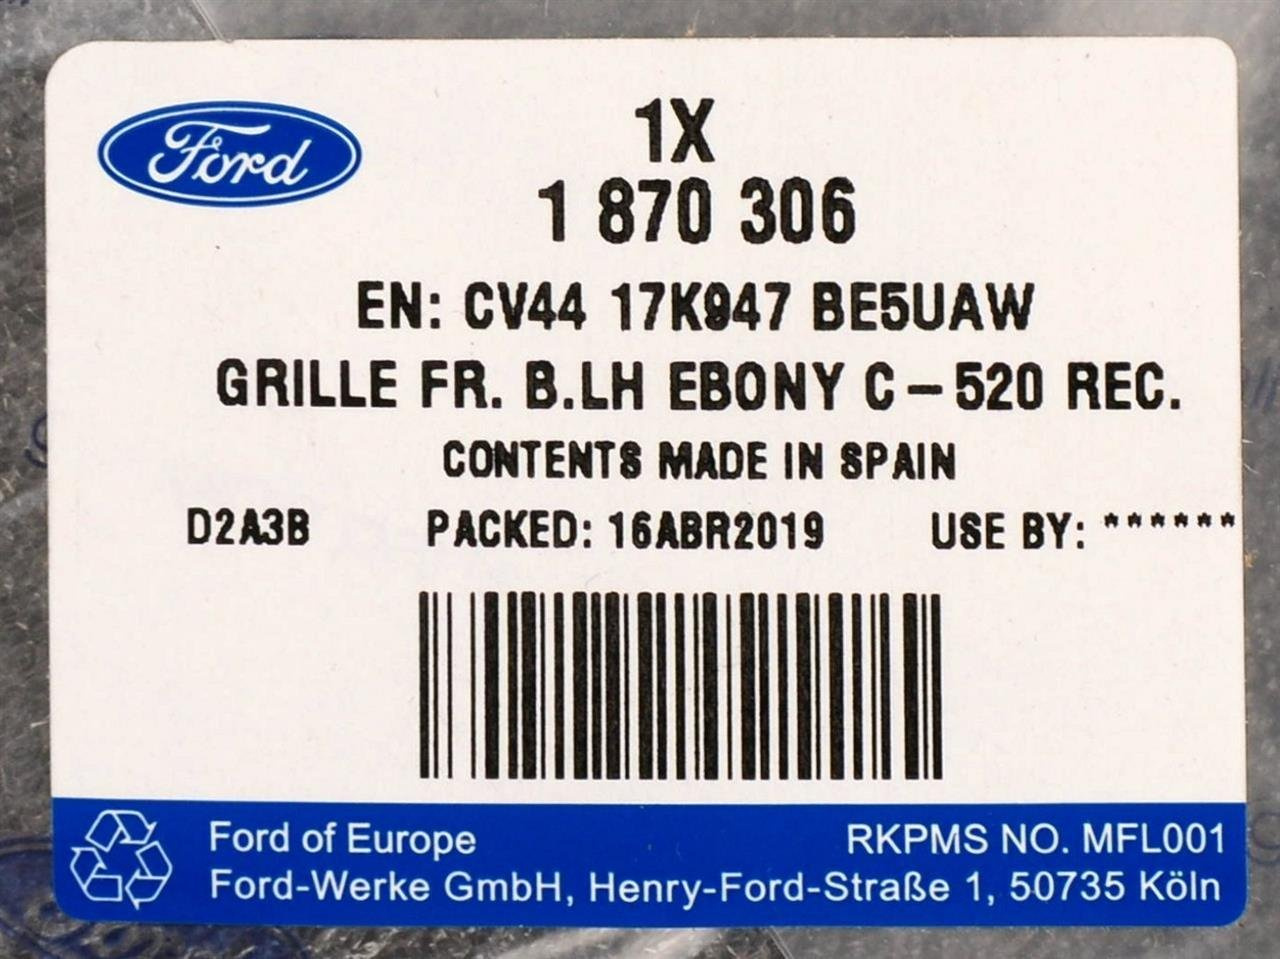 Ford
1X
1 870 306
EN: CV44 17K947 BE5UAW
GRILLE FR. B.LH EBONY C-520 REC.
CONTENTS MADE IN SPAIN
D2A3B PACKED: 16ABR2019 USE BY: ******
Ford of Europe RKPMS NO. MFL001
Ford-Werke GmbH, Henry-Ford-Straße 1, 50735 Köln